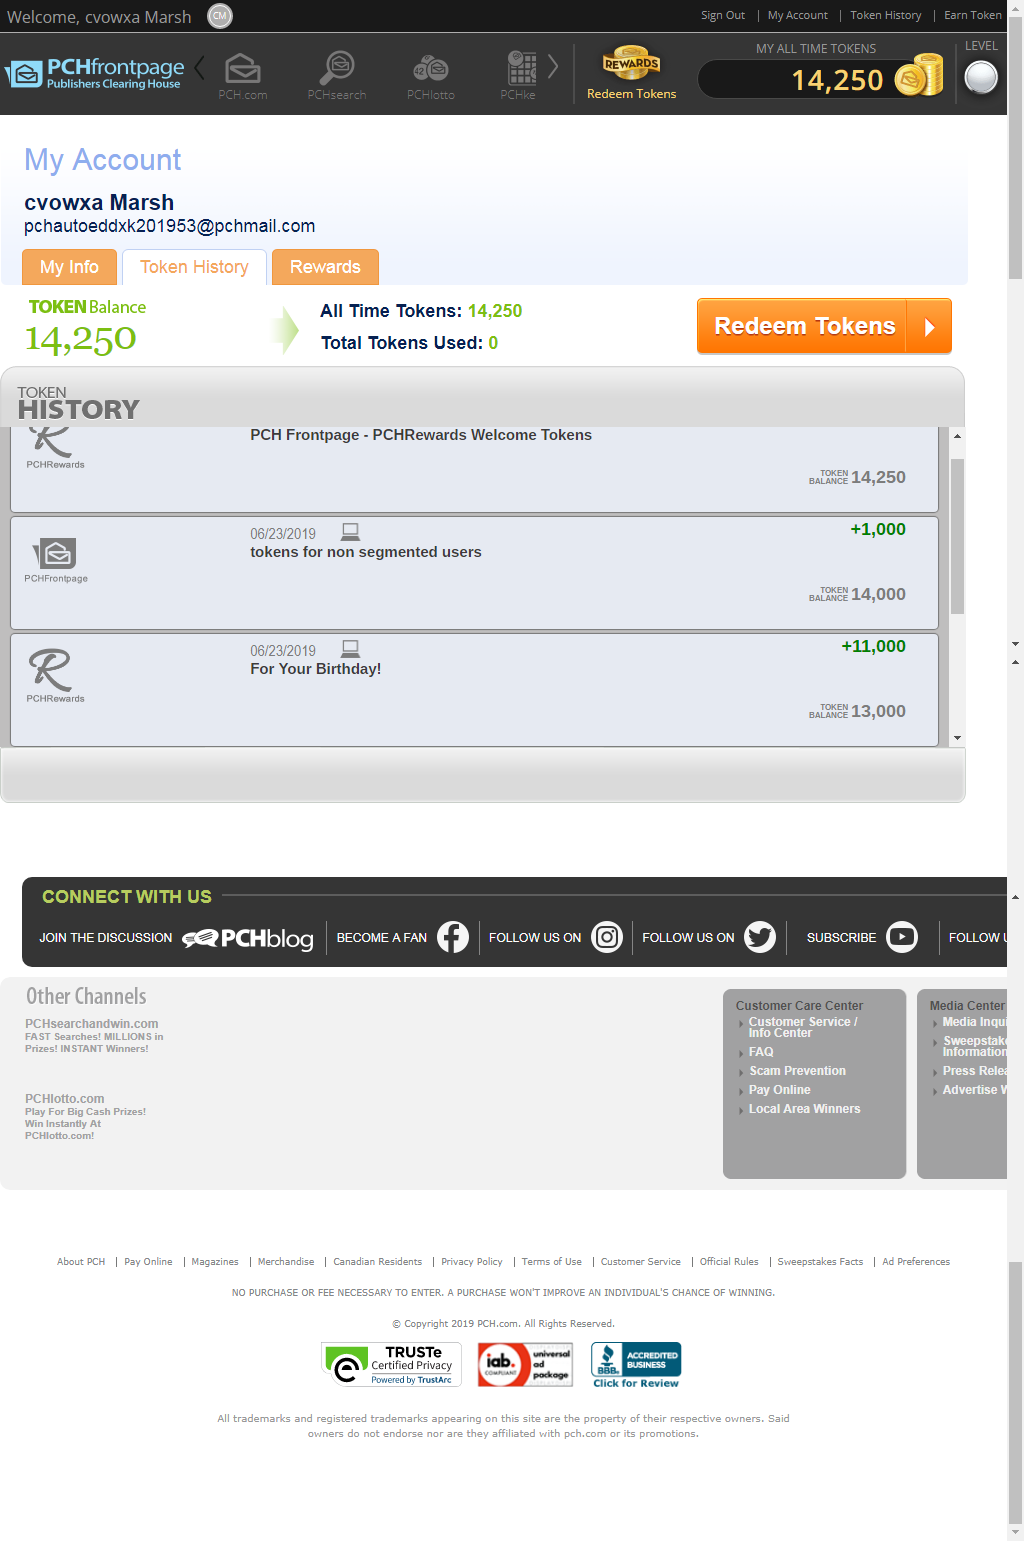 Welcome, cvowxa Marsh CM Sign Out | My Account | Token History | Earn Token
PCHfrontpage
Publishers Clearing House
PCH.com PCHsearch PCHlotto PCHke
REWARDS
Redeem Tokens
MY ALL TIME TOKENS
14,250
LEVEL
My Account
cvowxa Marsh
pchautoeddxk201953@pchmail.com
My Info Token History Rewards
TOKEN Balance
14,250
All Time Tokens: 14,250
Total Tokens Used: 0
Redeem Tokens
TOKEN
HISTORY
PCHRewards
PCH Frontpage - PCHRewards Welcome Tokens
TOKEN
BALANCE 14,250
PCHFrontpage
06/23/2019
tokens for non segmented users
+1,000
TOKEN
BALANCE 14,000
R
PCHRewards
06/23/2019
For Your Birthday!
+11,000
TOKEN
BALANCE 13,000
CONNECT WITH US
JOIN THE DISCUSSION PCHblog BECOME A FAN FOLLOW US ON FOLLOW US ON SUBSCRIBE FOLLOW U
Other Channels
PCHsearchandwin.com
FAST Searches! MILLIONS in
Prizes! INSTANT Winners!
PCHlotto.com
Play For Big Cash Prizes!
Win Instantly At
PCHlotto.com!
Customer Care Center
Customer Service /
Info Center
FAQ
Scam Prevention
Pay Online
Local Area Winners
Media Center
Media Inqui
Sweepstake
Information
Press Relea
Advertise W
About PCH | Pay Online | Magazines | Merchandise | Canadian Residents | Privacy Policy | Terms of Use | Customer Service | Official Rules | Sweepstakes Facts | Ad Preferences
NO PURCHASE OR FEE NECESSARY TO ENTER. A PURCHASE WON'T IMPROVE AN INDIVIDUAL'S CHANCE OF WINNING.
© Copyright 2019 PCH.com. All Rights Reserved.
TRUSTe
Certified Privacy
Powered by TrustArc
iab.
COMPLIANT
universal
ad
package
BBB.
ACCREDITED
BUSINESS
Click for Review
All trademarks and registered trademarks appearing on this site are the property of their respective owners. Said
owners do not endorse nor are they affiliated with pch.com or its promotions.